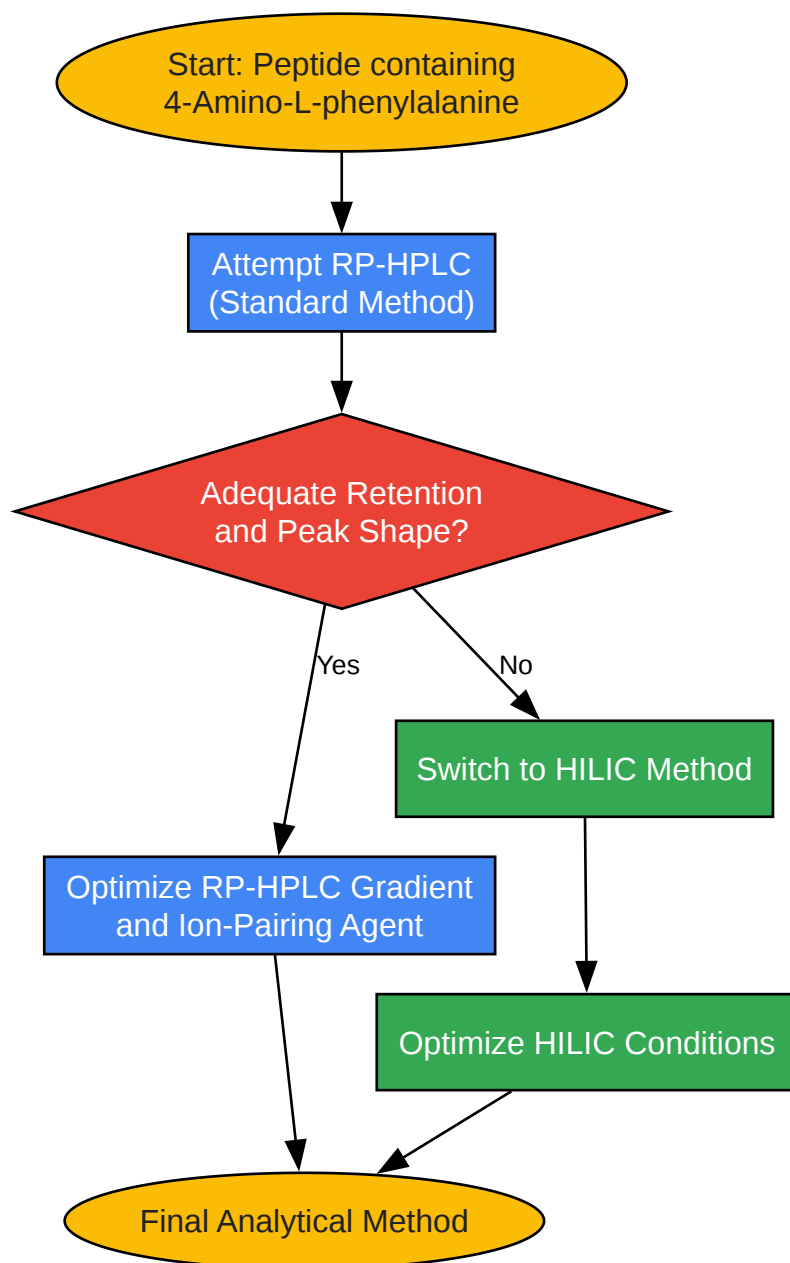 Start: Peptide containing
4-Amino-L-phenylalanine
Attempt RP-HPLC
(Standard Method)
Adequate Retention
and Peak Shape?
Yes
No
Switch to HILIC Method
Optimize RP-HPLC Gradient
and Ion-Pairing Agent
Optimize HILIC Conditions
Final Analytical Method